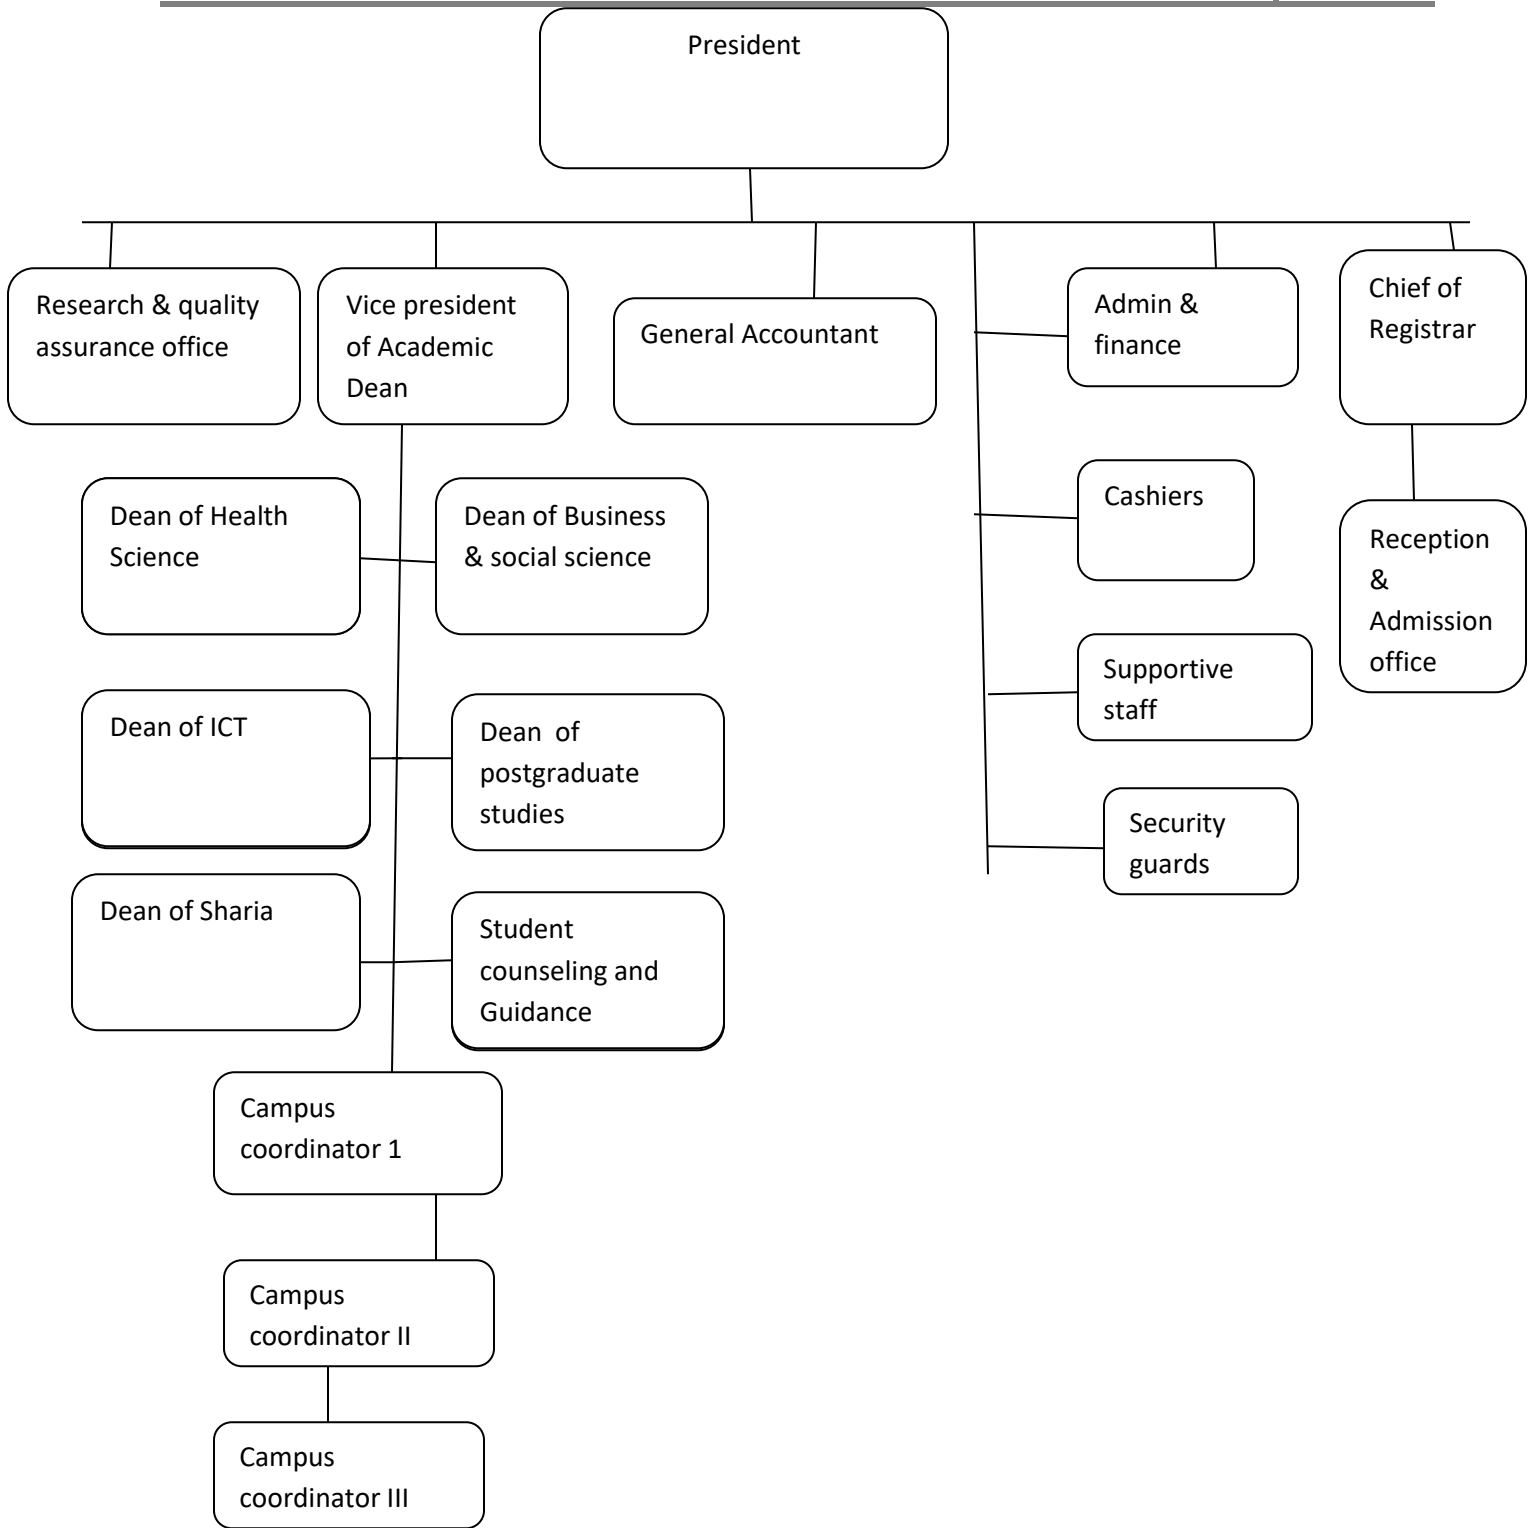 President
Research & quality
assurance office
Vice president
of Academic
Dean
General Accountant
Admin &
finance
Chief of
Registrar
Dean of Health
Science
Dean of Business
& social science
Cashiers
Reception
&
Admission
office
Supportive
staff
Dean of ICT
Dean  of
postgraduate
studies
Security
guards
Dean of Sharia
Student
counseling and
Guidance
Campus
coordinator 1
Campus
coordinator II
Campus
coordinator III